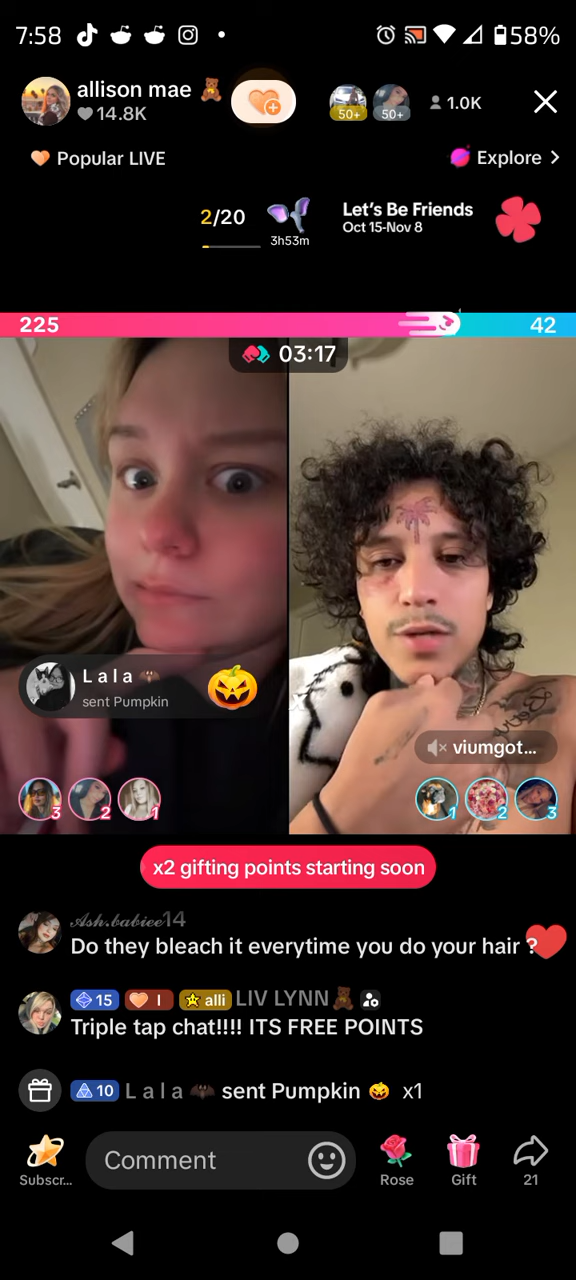 7:58
58%
allison mae
14.8K
50+
50+
1.0K
Popular LIVE
Explore
2/20
3h53m
Let's Be Friends
Oct 15-Nov 8
225
42
03:17
L a l a
sent Pumpkin
viumgot...
3
2
1
1
2
3
x2 gifting points starting soon
Ash.babiee14
Do they bleach it everytime you do your hair ?
15 I alli LIV LYNN
Triple tap chat!!!! ITS FREE POINTS
10 L a l a sent Pumpkin x1
Subscr...
Comment
Rose
Gift
21